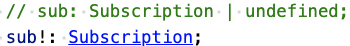 // sub: Subscription | undefined;
sub!: Subscription;